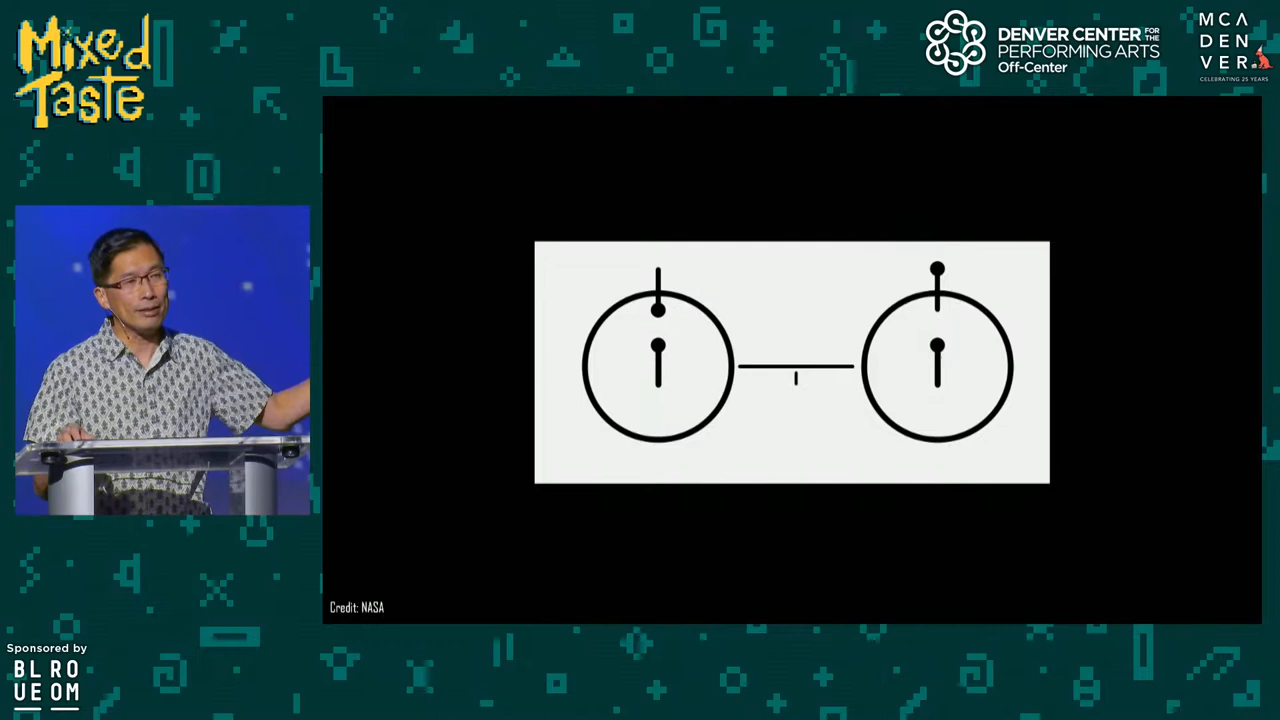 Mixed
Taste
DENVER CENTER FOR THE
PERFORMING ARTS
Off-Center
MCA
DEN
VER
CELEBRATING 25 YEARS
Credit: NASA
Sponsored by
BL RO
UE OM